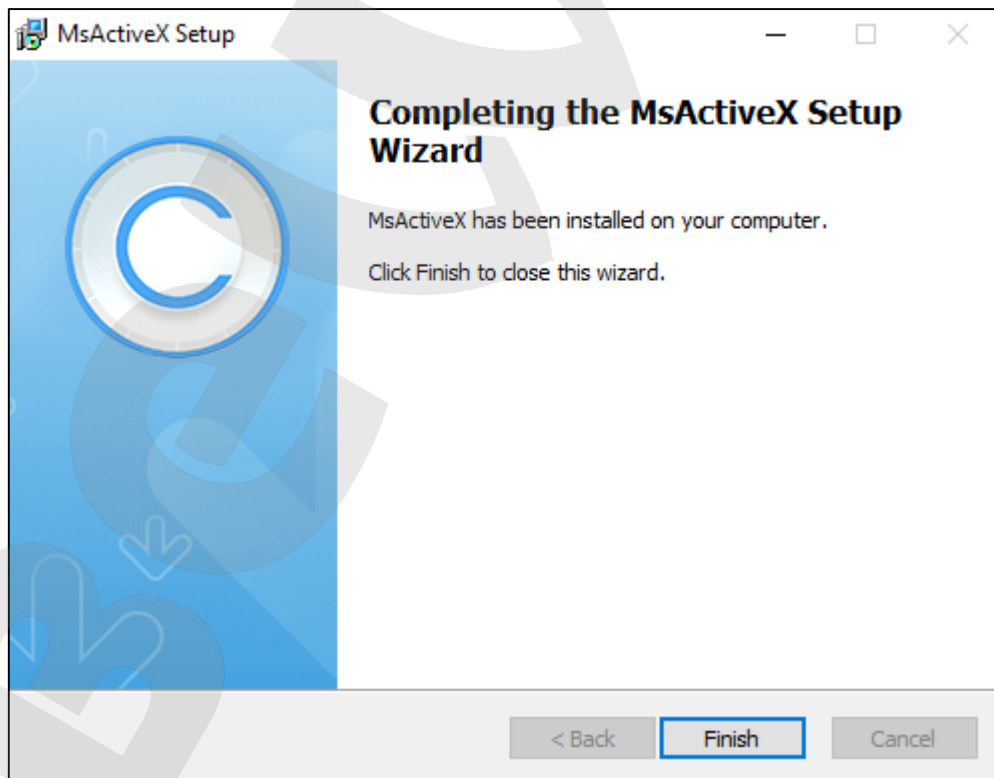 MsActiveX Setup
Completing the MsActiveX Setup
Wizard
MsActiveX has been installed on your computer.
Click Finish to close this wizard.
< Back
Finish
Cancel